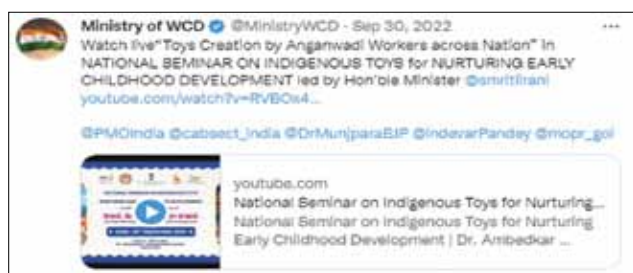 Ministry of WCD @MinistryWCD · Sep 30, 2022 ...
Watch live"Toys Creation by Anganwadi Workers across Nation" in
NATIONAL SEMINAR ON INDIGENOUS TOYS for NURTURING EARLY
CHILDHOOD DEVELOPMENT led by Hon'ble Minister @smritiirani
youtube.com/watch?v=RVBOx4...
@PMOIndia @cabsect_india @DrMunjparaBJP @IndevarPandey @mopr_goi
youtube.com
National Seminar on Indigenous Toys for Nurturing...
National Seminar on Indigenous Toys for Nurturing
Early Childhood Development | Dr. Ambedkar ...